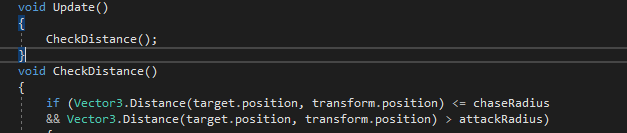 void Update()
{
CheckDistance();
}
void CheckDistance()
{
if (Vector3.Distance(target.position, transform.position) <= chaseRadius
&& Vector3.Distance(target.position, transform.position) > attackRadius)